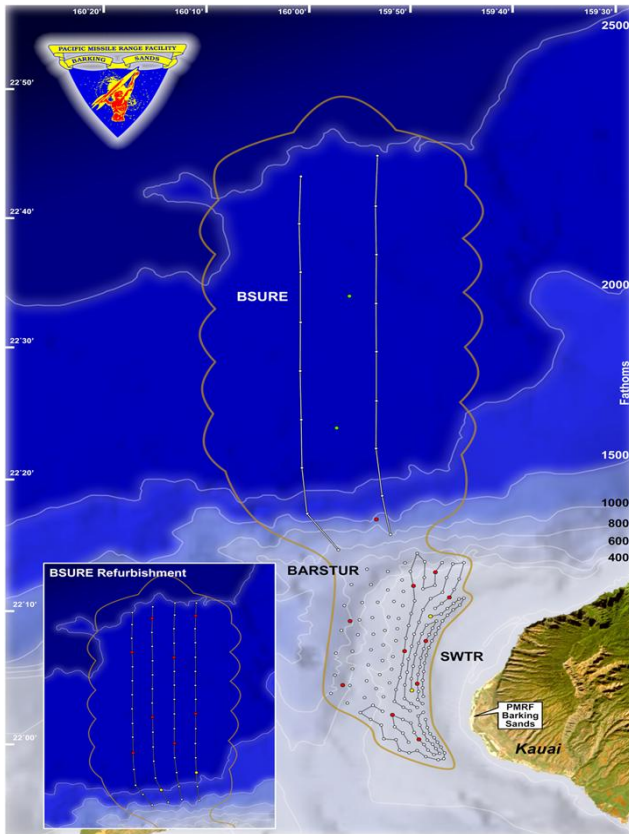 160°20'
160°10'
160°00'
159°50'
159°40'
159°30'
2500
PACIFIC MISSILE RANGE FACILITY
BARKING SANDS
22°50'
22°40'
BSURE
2000
22°30'
Fathoms
1500
22°20'
1000
800
600
400
BARSTUR
BSURE Refurbishment
22°10'
SWTR
PMRF
Barking
Sands
22°00'
Kauai